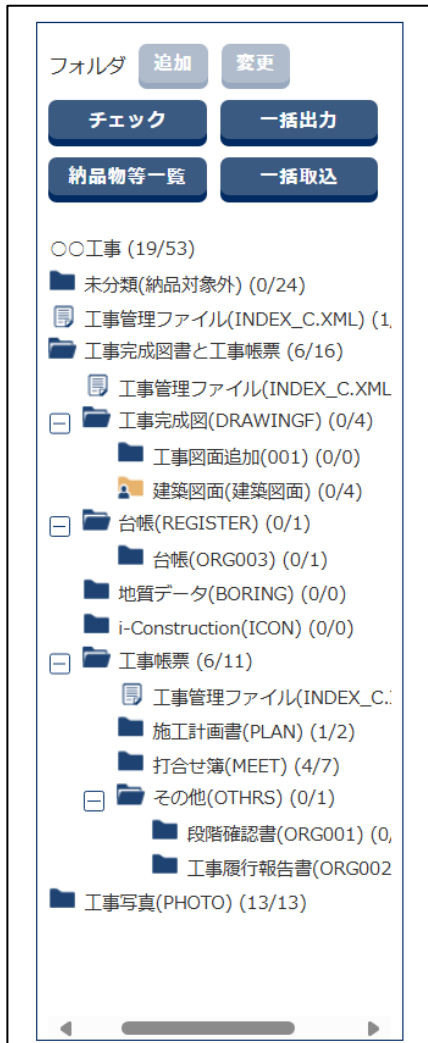 フォルダ 追加 変更
チェック 一括出力
納品物等一覧 一括取込
○○工事 (19/53)
未分類(納品対象外) (0/24)
工事管理ファイル(INDEX_C.XML) (1,
工事完成図書と工事帳票 (6/16)
工事管理ファイル(INDEX_C.XML
工事完成図(DRAWINGF) (0/4)
工事図面追加(001) (0/0)
建築図面(建築図面) (0/4)
台帳(REGISTER) (0/1)
台帳(ORG003) (0/1)
地質データ(BORING) (0/0)
i-Construction(ICON) (0/0)
工事帳票 (6/11)
工事管理ファイル(INDEX_C.
施工計画書(PLAN) (1/2)
打合せ簿(MEET) (4/7)
その他(OTHRS) (0/1)
段階確認書(ORG001) (0,
工事履行報告書(ORG002
工事写真(PHOTO) (13/13)